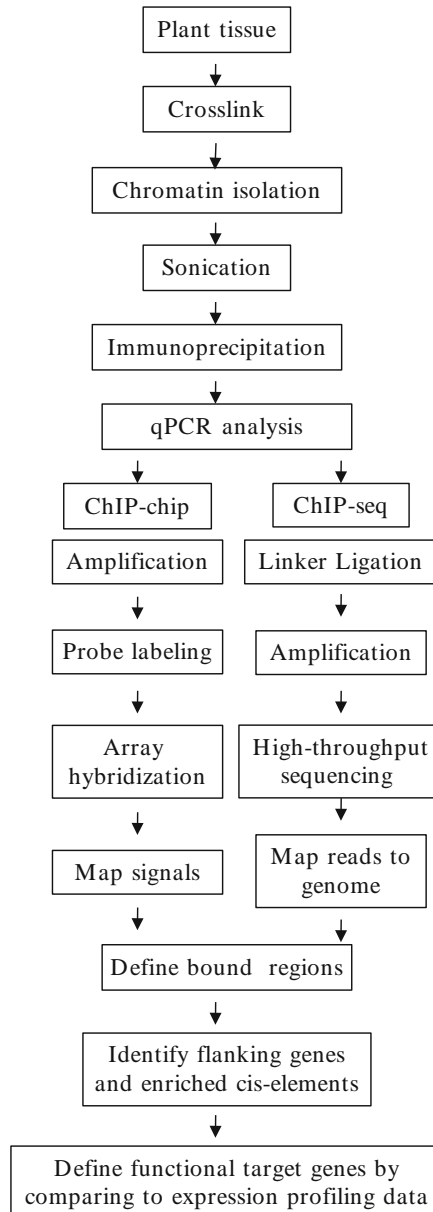 Plant tissue
Crosslink
Chromatin isolation
Sonication
Immunoprecipitation
qPCR analysis
ChIP-chip
Amplification
Probe labeling
Array
hybridization
Map signals
ChIP-seq
Linker Ligation
Amplification
High-throughput
sequencing
Map reads to
genome
Define bound regions
Identify flanking genes
and enriched cis-elements
Define functional target genes by
comparing to expression profiling data